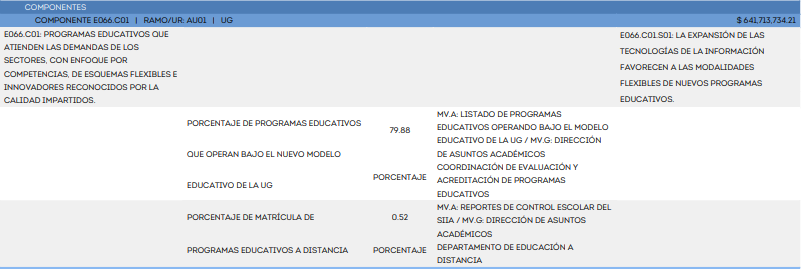 COMPONENTES
COMPONENTE E066.C01 | RAMO/UR: AU01 | UG $ 641,713,734.21
E066.C01: PROGRAMAS EDUCATIVOS QUE
ATIENDEN LAS DEMANDAS DE LOS
SECTORES, CON ENFOQUE POR
COMPETENCIAS, DE ESQUEMAS FLEXIBLES E
INNOVADORES RECONOCIDOS POR LA
CALIDAD IMPARTIDOS.
E066.C01.S01: LA EXPANSIÓN DE LAS
TECNOLOGÍAS DE LA INFORMACIÓN
FAVORECEN A LAS MODALIDADES
FLEXIBLES DE NUEVOS PROGRAMAS
EDUCATIVOS.
PORCENTAJE DE PROGRAMAS EDUCATIVOS
QUE OPERAN BAJO EL NUEVO MODELO
EDUCATIVO DE LA UG
79.88
PORCENTAJE
MV.A: LISTADO DE PROGRAMAS
EDUCATIVOS OPERANDO BAJO EL MODELO
EDUCATIVO DE LA UG / MV.G: DIRECCIÓN
DE ASUNTOS ACADÉMICOS
COORDINACIÓN DE EVALUACIÓN Y
ACREDITACIÓN DE PROGRAMAS
EDUCATIVOS
PORCENTAJE DE MATRÍCULA DE
PROGRAMAS EDUCATIVOS A DISTANCIA
0.52
PORCENTAJE
MV.A: REPORTES DE CONTROL ESCOLAR DEL
SIIA / MV.G: DIRECCIÓN DE ASUNTOS
ACADÉMICOS
DEPARTAMENTO DE EDUCACIÓN A
DISTANCIA